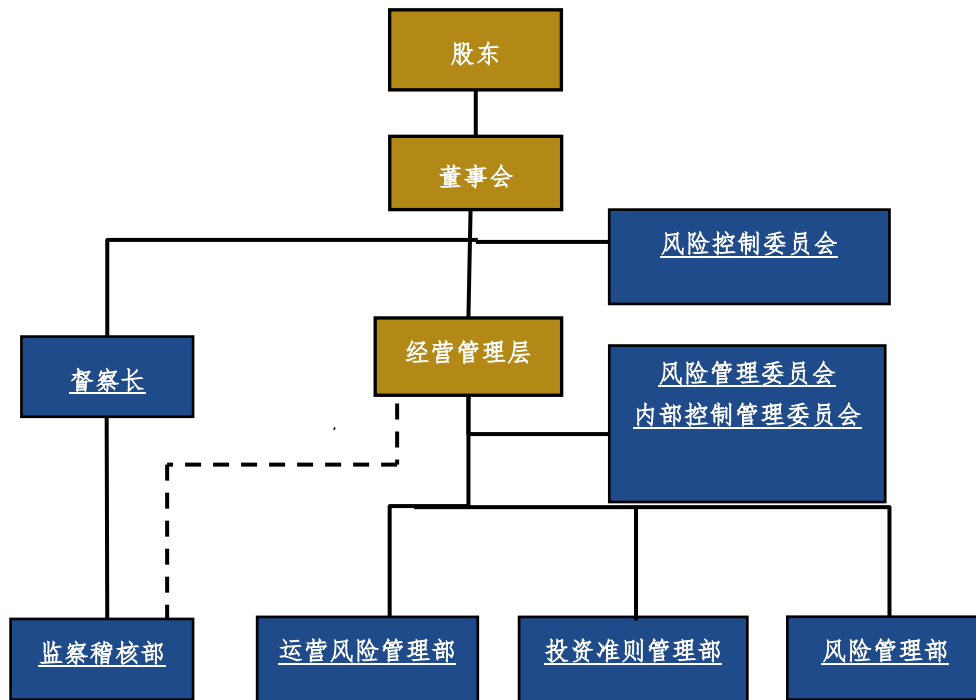 股东
董事会
风险控制委员会
经营管理层
督察长
风险管理委员会
内部控制管理委员会
监察稽核部
运营风险管理部
投资准则管理部
风险管理部